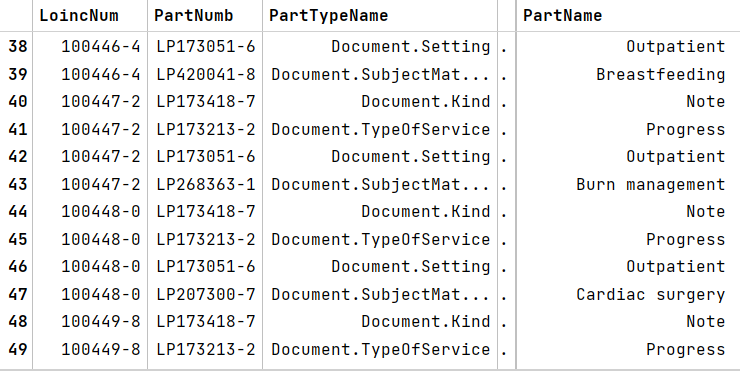 LoincNum PartNumb PartTypeName PartName
38 100446-4 LP173051-6 Document.Setting . Outpatient
39 100446-4 LP420041-8 Document.SubjectMat... . Breastfeeding
40 100447-2 LP173418-7 Document.Kind . Note
41 100447-2 LP173213-2 Document.TypeOfService . Progress
42 100447-2 LP173051-6 Document.Setting . Outpatient
43 100447-2 LP268363-1 Document.SubjectMat... . Burn management
44 100448-0 LP173418-7 Document.Kind . Note
45 100448-0 LP173213-2 Document.TypeOfService . Progress
46 100448-0 LP173051-6 Document.Setting . Outpatient
47 100448-0 LP207300-7 Document.SubjectMat... . Cardiac surgery
48 100449-8 LP173418-7 Document.Kind . Note
49 100449-8 LP173213-2 Document.TypeOfService . Progress